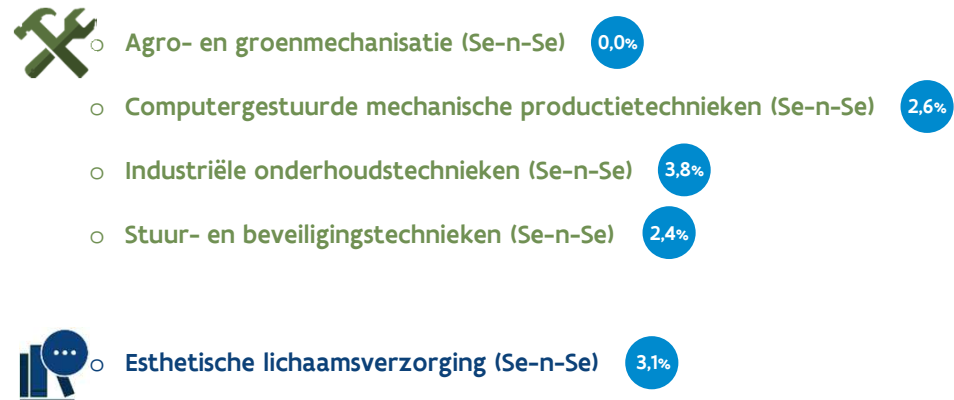 Agro- en groenmechanisatie (Se-n-Se) 0,0%
Computergestuurde mechanische productietechnieken (Se-n-Se) 2,6%
Industriële onderhoudstechnieken (Se-n-Se) 3,8%
Stuur- en beveiligingstechnieken (Se-n-Se) 2,4%
Esthetische lichaamsverzorging (Se-n-Se) 3,1%